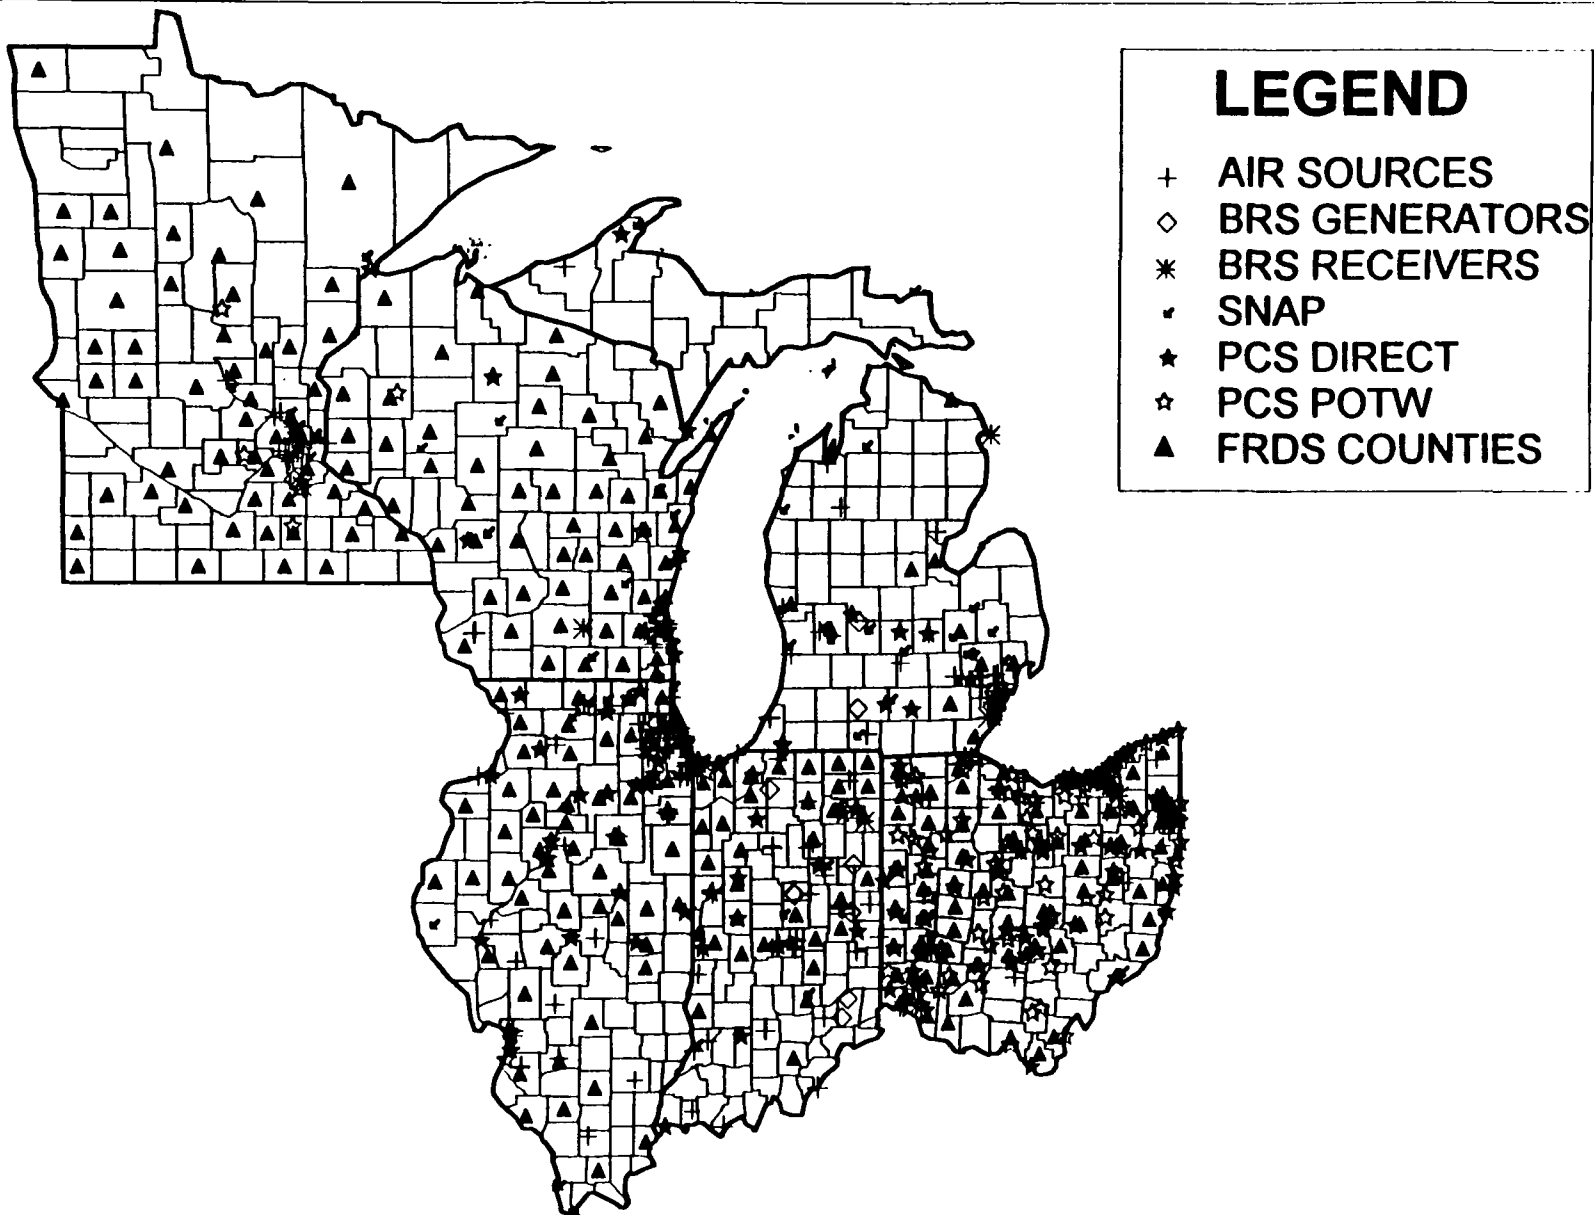 LEGEND
AIR SOURCES
BRS GENERATORS
BRS RECEIVERS
SNAP
PCS DIRECT
PCS POTW
FRDS COUNTIES